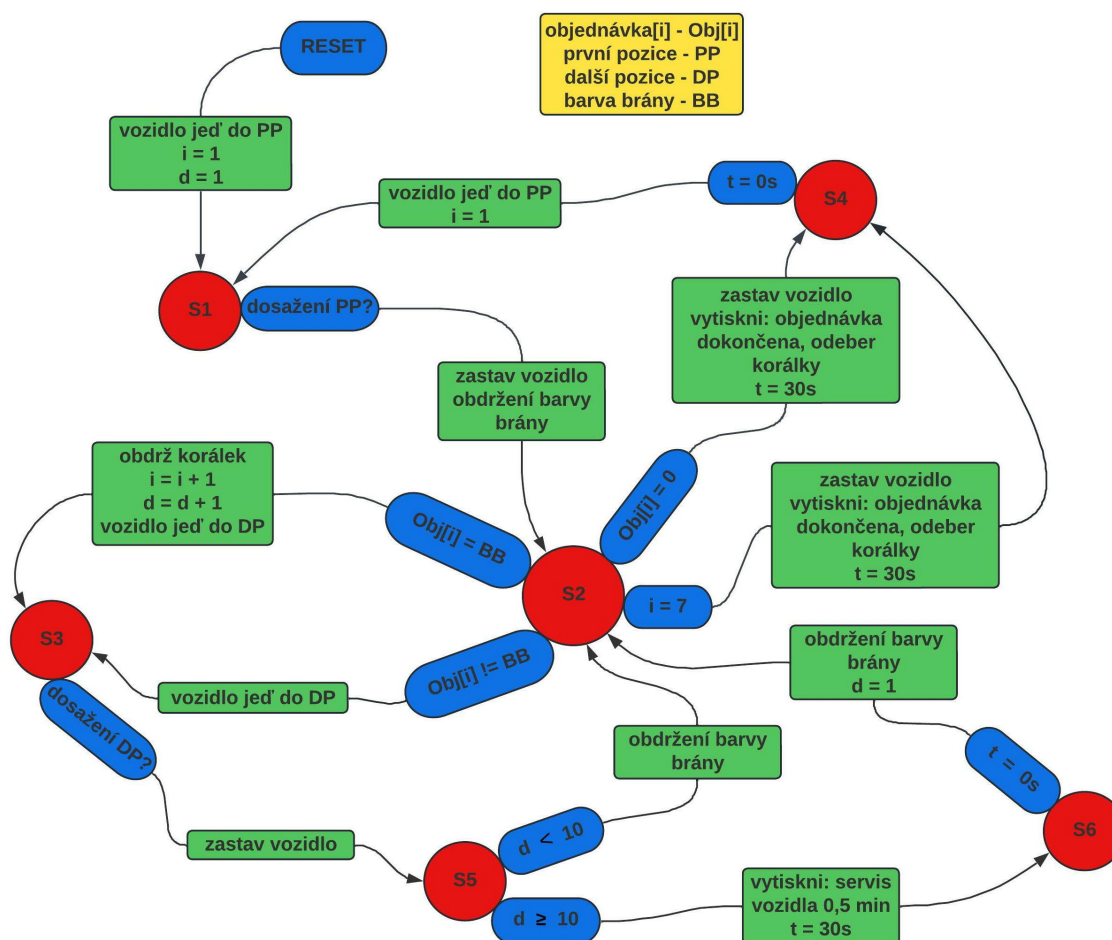 RESET
objednávka[i] - Obj[i]
první pozice - PP
další pozice - DP
barva brány - BB
vozidlo jeď do PP
i = 1
d = 1
vozidlo jeď do PP
i = 1
t = 0s
S4
S1
dosažení PP?
zastav vozidlo
vytiskni: objednávka
dokončena, odeber
korálky
t = 30s
zastav vozidlo
obdržení barvy
brány
obdrž korálek
i = i + 1
d = d + 1
vozidlo jeď do DP
Obj[i] = BB
Obj[i] = 0
zastav vozidlo
vytiskni: objednávka
dokončena, odeber
korálky
t = 30s
S2
i = 7
S3
dosažení DP?
vozidlo jeď do DP
Obj[i] != BB
obdržení barvy
brány
d = 1
obdržení barvy
brány
t = 0s
S6
zastav vozidlo
S5
d < 10
d ≥ 10
vytiskni: servis
vozidla 0,5 min
t = 30s